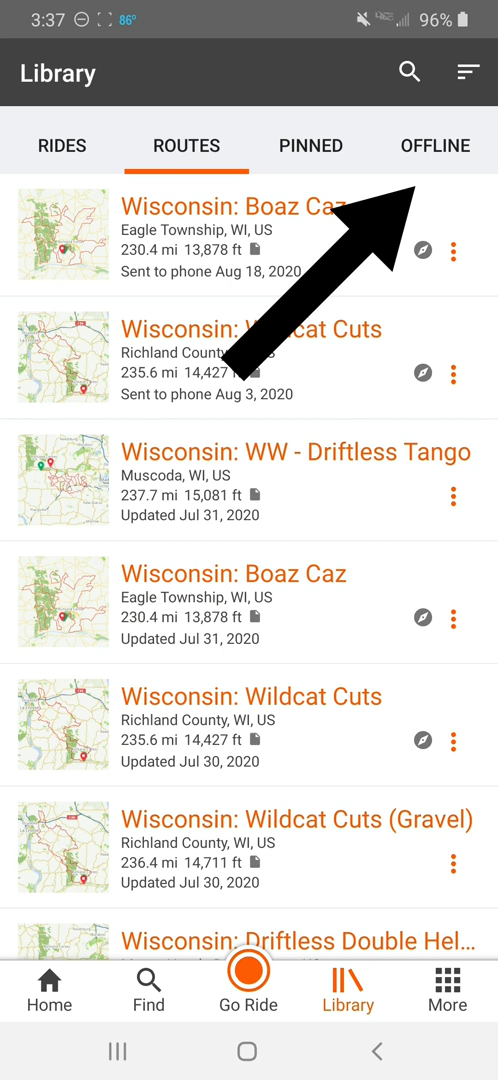 3:37 86° 96%
Library
RIDES ROUTES PINNED OFFLINE
Wisconsin: Boaz Caz
Eagle Township, WI, US
230.4 mi 13,878 ft
Sent to phone Aug 18, 2020
Wisconsin: Wildcat Cuts
Richland County,
235.6 mi 14,427
Sent to phone Aug 3, 2020
Wisconsin: WW - Driftless Tango
Muscoda, WI, US
237.7 mi 15,081 ft
Updated Jul 31, 2020
Wisconsin: Boaz Caz
Eagle Township, WI, US
230.4 mi 13,878 ft
Updated Jul 31, 2020
Wisconsin: Wildcat Cuts
Richland County, WI, US
235.6 mi 14,427 ft
Updated Jul 30, 2020
Wisconsin: Wildcat Cuts (Gravel)
Richland County, WI, US
236.4 mi 14,711 ft
Updated Jul 30, 2020
Wisconsin: Driftless Double Hel...
Home Find Go Ride Library More